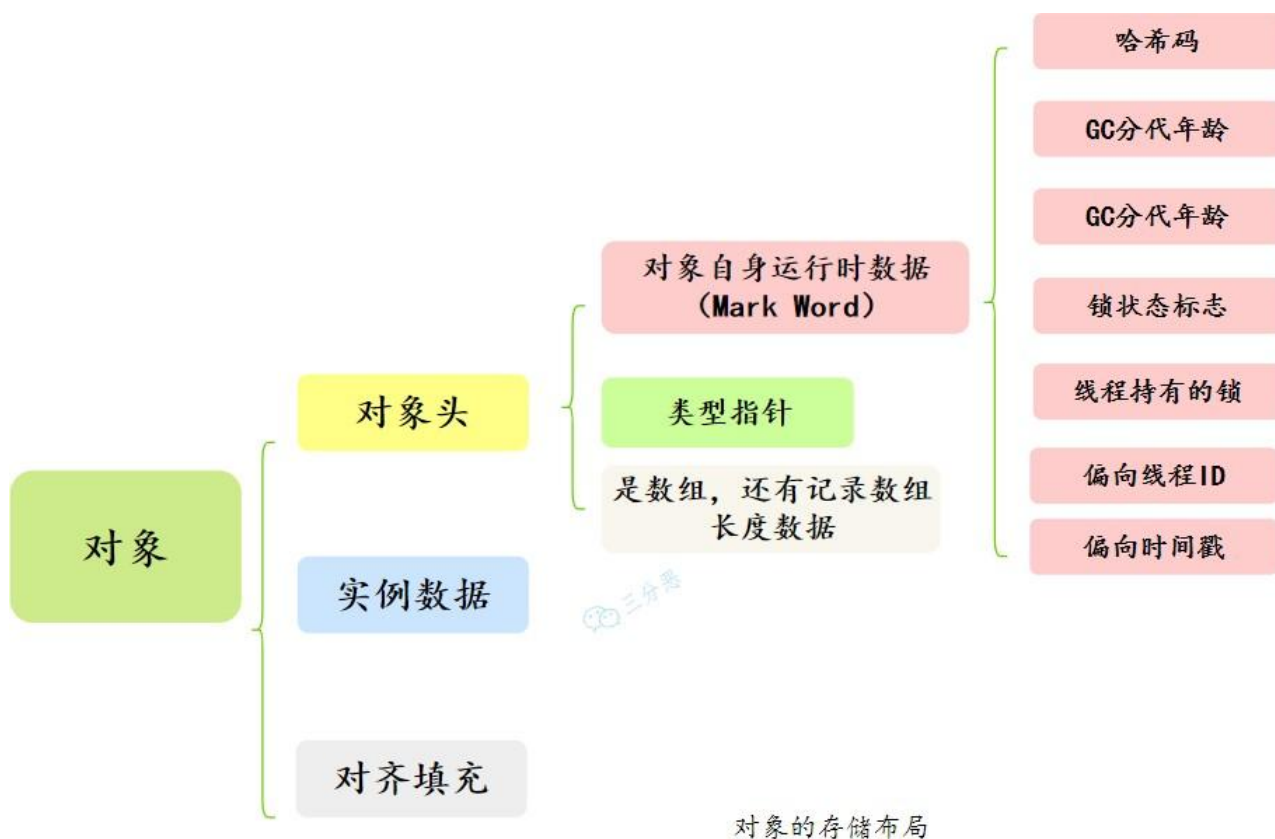 对象
对象头
实例数据
对齐填充
对象自身运行时数据
（Mark Word）
类型指针
是数组，还有记录数组
长度数据
哈希码
GC分代年龄
GC分代年龄
锁状态标志
线程持有的锁
偏向线程ID
偏向时间戳
三分恶
对象的存储布局